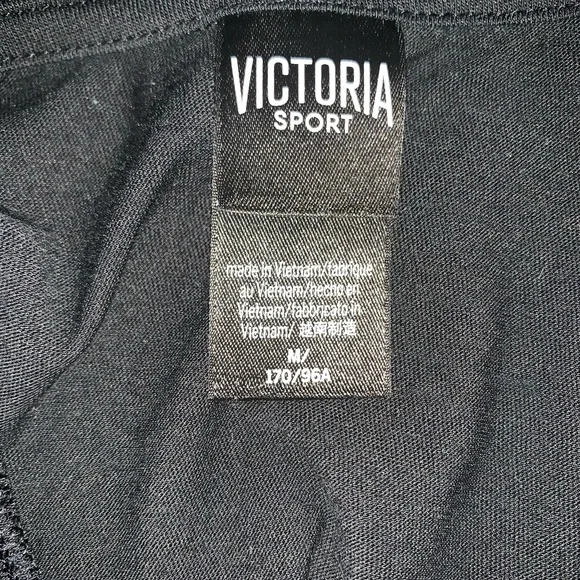 VICTORIA
SPORT
made in Vietnam/fabriqué
au Vietnam/hecho en
Vietnam/fabbricato in
Vietnam/ 越南制造
M/
170/96A